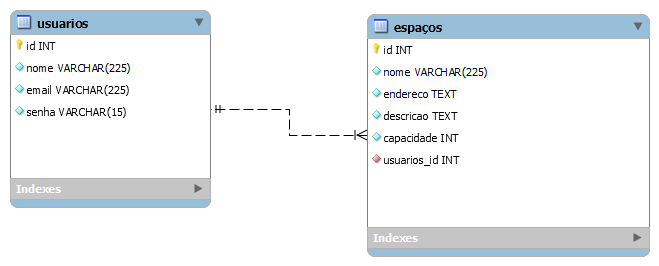 usuarios
id INT
nome VARCHAR(225)
email VARCHAR(225)
senha VARCHAR(15)
Indexes
espaços
id INT
nome VARCHAR(225)
endereco TEXT
descricao TEXT
capacidade INT
usuarios_id INT
Indexes